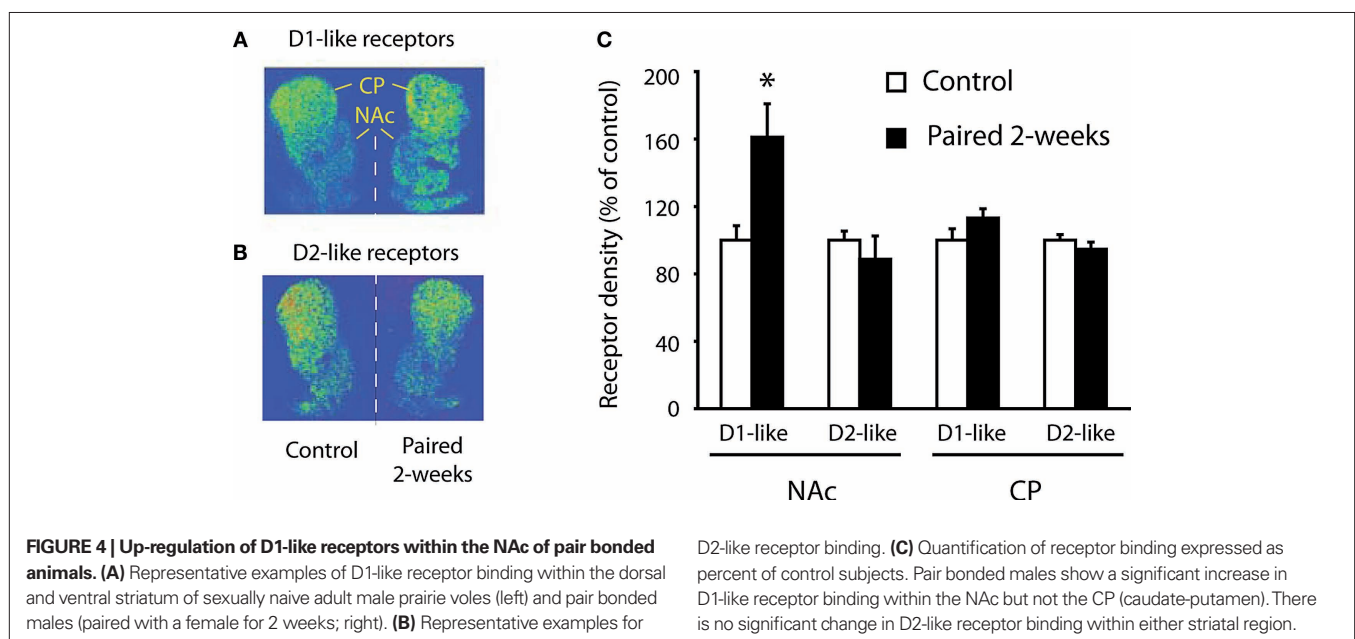 A
D1-like receptors
CP
NAc
B
D2-like receptors
Control
Paired
2-weeks
C
Receptor density (% of control)
200
160
120
80
40
0
*
Control
Paired 2-weeks
D1-like
D2-like
D1-like
D2-like
NAc
CP
FIGURE 4 | Up-regulation of D1-like receptors within the NAc of pair bonded
animals. (A) Representative examples of D1-like receptor binding within the dorsal
and ventral striatum of sexually naive adult male prairie voles (left) and pair bonded
males (paired with a female for 2 weeks; right). (B) Representative examples for
D2-like receptor binding. (C) Quantification of receptor binding expressed as
percent of control subjects. Pair bonded males show a significant increase in
D1-like receptor binding within the NAc but not the CP (caudate-putamen). There
is no significant change in D2-like receptor binding within either striatal region.